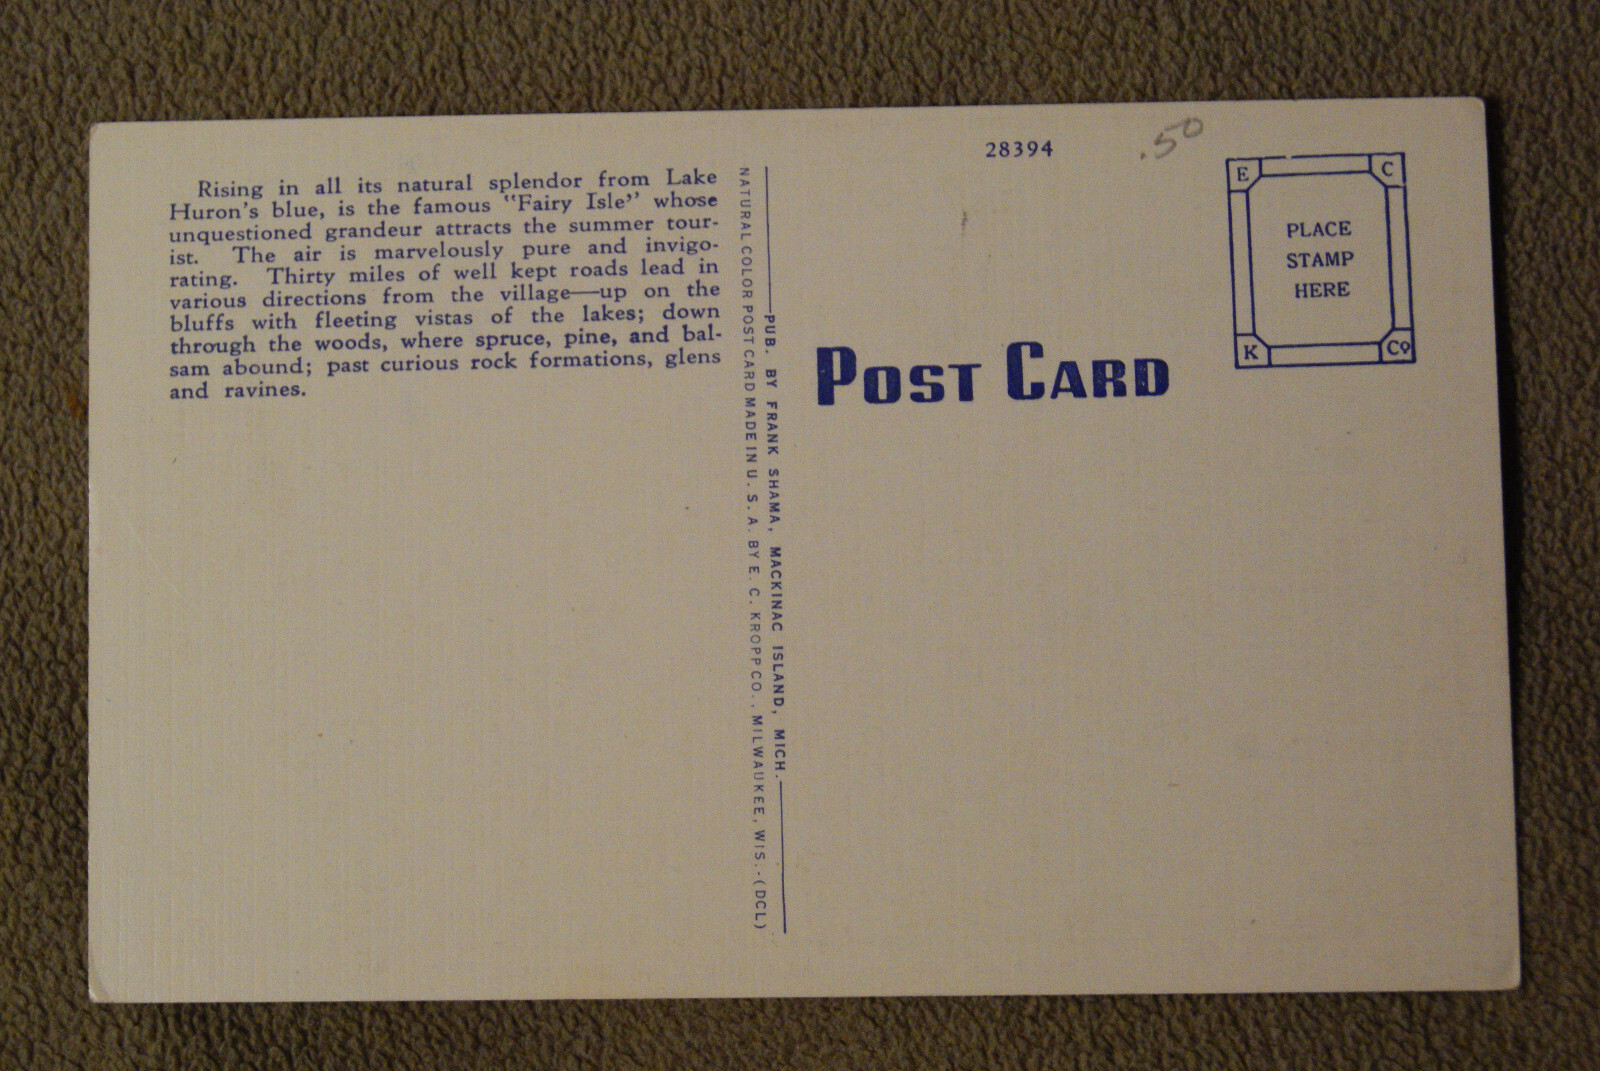 Rising in all its natural splendor from Lake
Huron's blue, is the famous "Fairy Isle" whose
unquestioned grandeur attracts the summer tour-
ist. The air is marvelously pure and invigo-
rating. Thirty miles of well kept roads lead in
various directions from the village—up on the
bluffs with fleeting vistas of the lakes; down
through the woods, where spruce, pine, and bal-
sam abound; past curious rock formations, glens
and ravines.
NATURAL COLOR POST CARD MADE IN U. S. A. BY E. C. KROPP CO., MILWAUKEE, WIS.-(DCL)
PUB. BY FRANK SHAMA, MACKINAC ISLAND, MICH.
28394
.50
POST CARD
E C
PLACE
STAMP
HERE
K Co